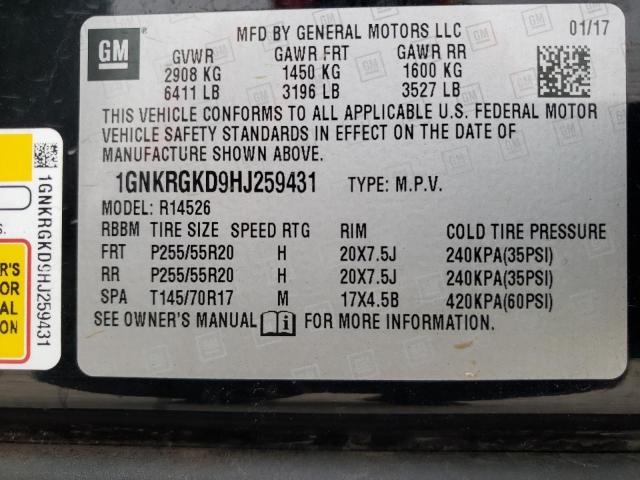 GM
MFD BY GENERAL MOTORS LLC 01/17
GVWR GAWR FRT GAWR RR
2908 KG 1450 KG 1600 KG
6411 LB 3196 LB 3527 LB
THIS VEHICLE CONFORMS TO ALL APPLICABLE U.S. FEDERAL MOTOR
VEHICLE SAFETY STANDARDS IN EFFECT ON THE DATE OF
MANUFACTURE SHOWN ABOVE.
1GNKRGKD9HJ259431 TYPE: M.P.V.
MODEL: R14526
RBBM TIRE SIZE SPEED RTG RIM COLD TIRE PRESSURE
FRT P255/55R20 H 20X7.5J 240KPA(35PSI)
RR P255/55R20 H 20X7.5J 240KPA(35PSI)
SPA T145/70R17 M 17X4.5B 420KPA(60PSI)
SEE OWNER'S MANUAL i FOR MORE INFORMATION.
1GNKRGKD9HJ259431
S.
ER'S
OR
AL
ON